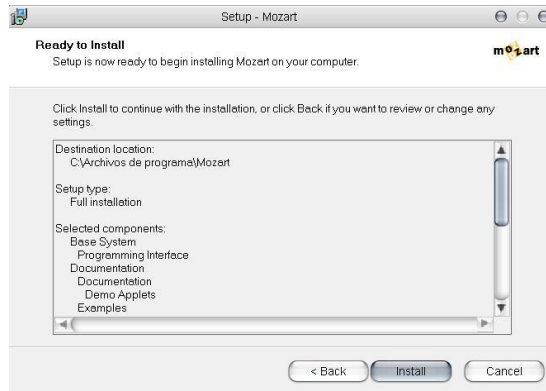 Setup - Mozart
Ready to Install
Setup is now ready to begin installing Mozart on your computer.
mozart
Click Install to continue with the installation, or click Back if you want to review or change any
settings.
Destination location:
C:\Archivos de programa\Mozart
Setup type:
Full installation
Selected components:
Base System
Programming Interface
Documentation
Documentation
Demo Applets
Examples
< Back
Install
Cancel